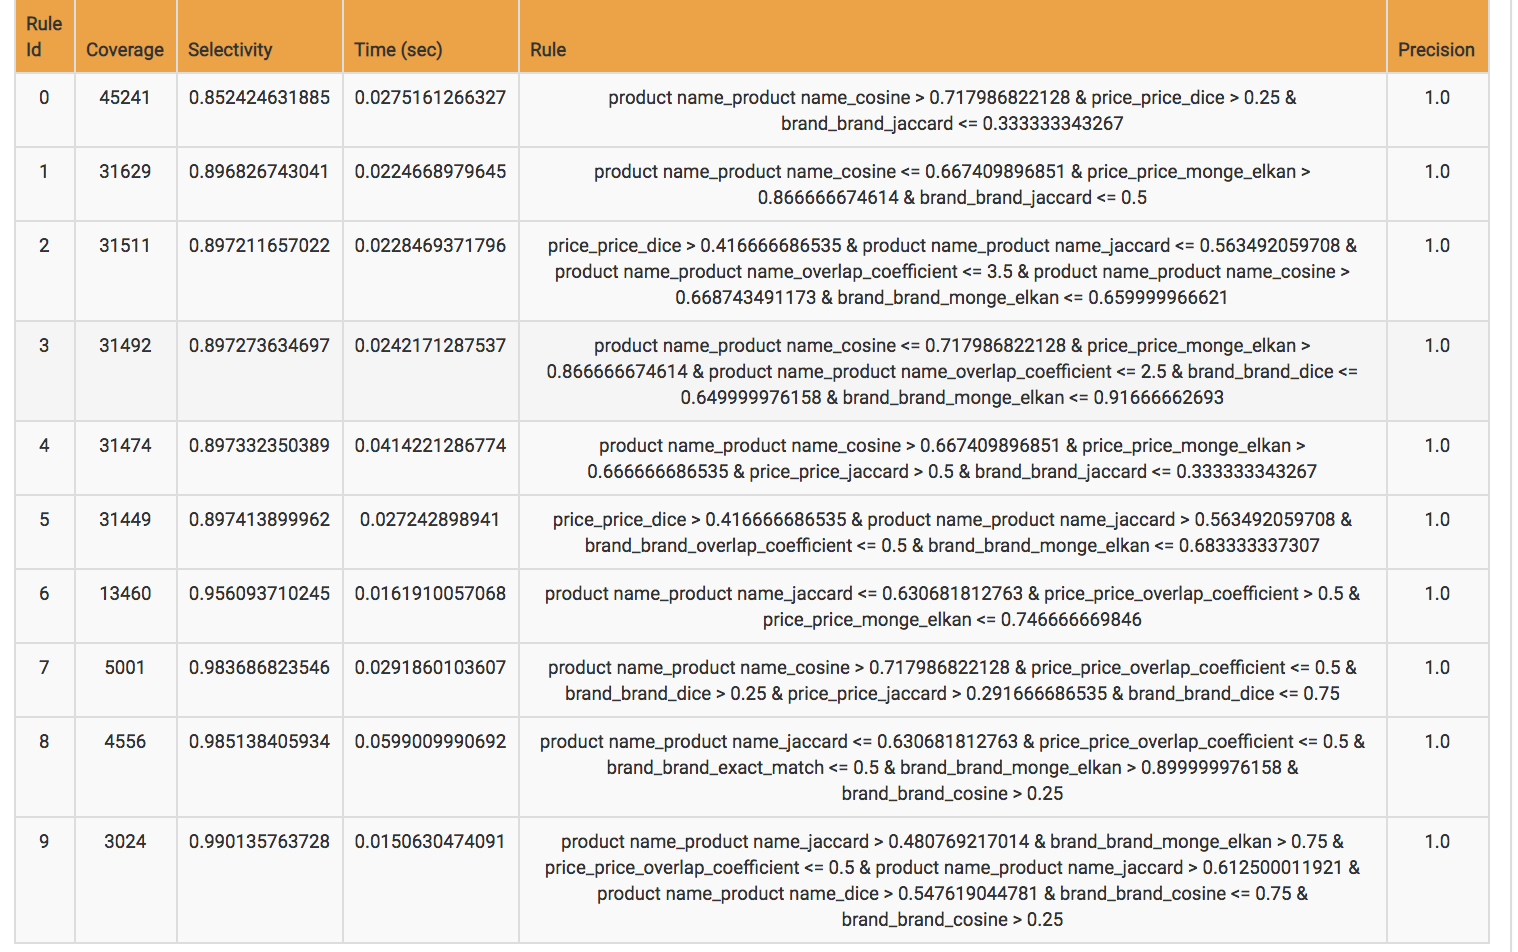 Rule
Id Coverage Selectivity Time (sec) Rule Precision
0 45241 0.852424631885 0.0275161266327 product name_product name_cosine > 0.717986822128 & price_price_dice > 0.25 & 1.0
brand_brand_jaccard <= 0.333333343267
1 31629 0.896826743041 0.0224668979645 product name_product name_cosine <= 0.667409896851 & price_price_monge_elkan > 1.0
0.866666674614 & brand_brand_jaccard <= 0.5
2 31511 0.897211657022 0.0228469371796 price_price_dice > 0.416666686535 & product name_product name_jaccard <= 0.563492059708 & 1.0
product name_product name_overlap_coefficient <= 3.5 & product name_product name_cosine >
0.668743491173 & brand_brand_monge_elkan <= 0.659999966621
3 31492 0.897273634697 0.0242171287537 product name_product name_cosine <= 0.717986822128 & price_price_monge_elkan > 1.0
0.866666674614 & product name_product name_overlap_coefficient <= 2.5 & brand_brand_dice <=
0.649999976158 & brand_brand_monge_elkan <= 0.91666662693
4 31474 0.897332350389 0.0414221286774 product name_product name_cosine > 0.667409896851 & price_price_monge_elkan > 1.0
0.666666686535 & price_price_jaccard > 0.5 & brand_brand_jaccard <= 0.333333343267
5 31449 0.897413899962 0.027242898941 price_price_dice > 0.416666686535 & product name_product name_jaccard > 0.563492059708 & 1.0
brand_brand_overlap_coefficient <= 0.5 & brand_brand_monge_elkan <= 0.683333337307
6 13460 0.956093710245 0.0161910057068 product name_product name_jaccard <= 0.630681812763 & price_price_overlap_coefficient > 0.5 & 1.0
price_price_monge_elkan <= 0.746666669846
7 5001 0.983686823546 0.0291860103607 product name_product name_cosine > 0.717986822128 & price_price_overlap_coefficient <= 0.5 & 1.0
brand_brand_dice > 0.25 & price_price_jaccard > 0.291666686535 & brand_brand_dice <= 0.75
8 4556 0.985138405934 0.0599009990692 product name_product name_jaccard <= 0.630681812763 & price_price_overlap_coefficient <= 0.5 & 1.0
brand_brand_exact_match <= 0.5 & brand_brand_monge_elkan > 0.899999976158 &
brand_brand_cosine > 0.25
9 3024 0.990135763728 0.0150630474091 product name_product name_jaccard > 0.480769217014 & brand_brand_monge_elkan > 0.75 & 1.0
price_price_overlap_coefficient <= 0.5 & product name_product name_jaccard > 0.612500011921 &
product name_product name_dice > 0.547619044781 & brand_brand_cosine <= 0.75 &
brand_brand_cosine > 0.25